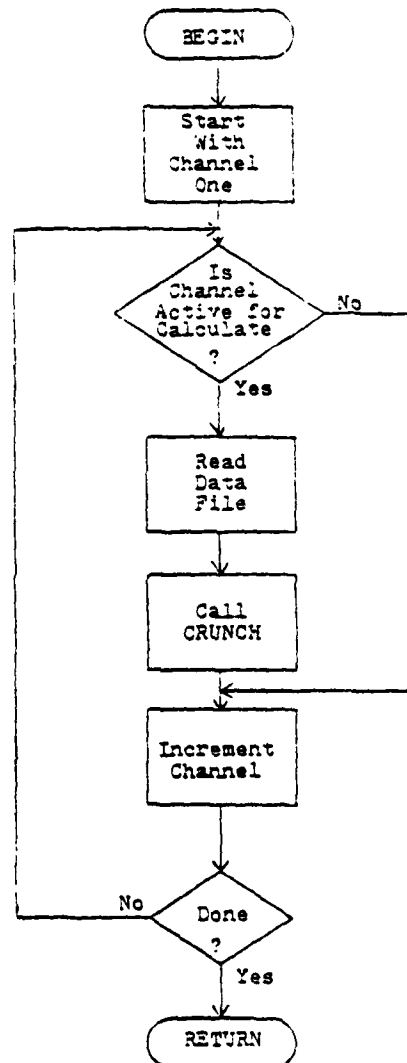 BEGIN
Start
With
Channel
One
Is
Channel
Active for
Calculate
?
No
Yes
Read
Data
File
Call
CRUNCH
Increment
Channel
No
Done
?
Yes
RETURN